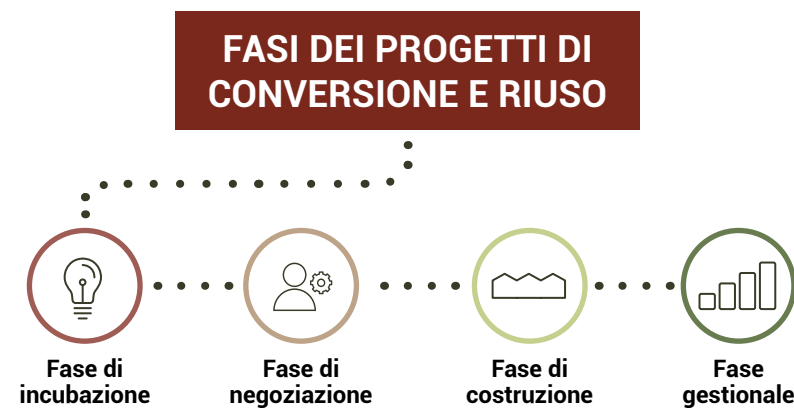 FASI DEI PROGETTI DI
CONVERSIONE E RIUSO
Fase di
incubazione
Fase di
negoziazione
Fase di
costruzione
Fase
gestionale